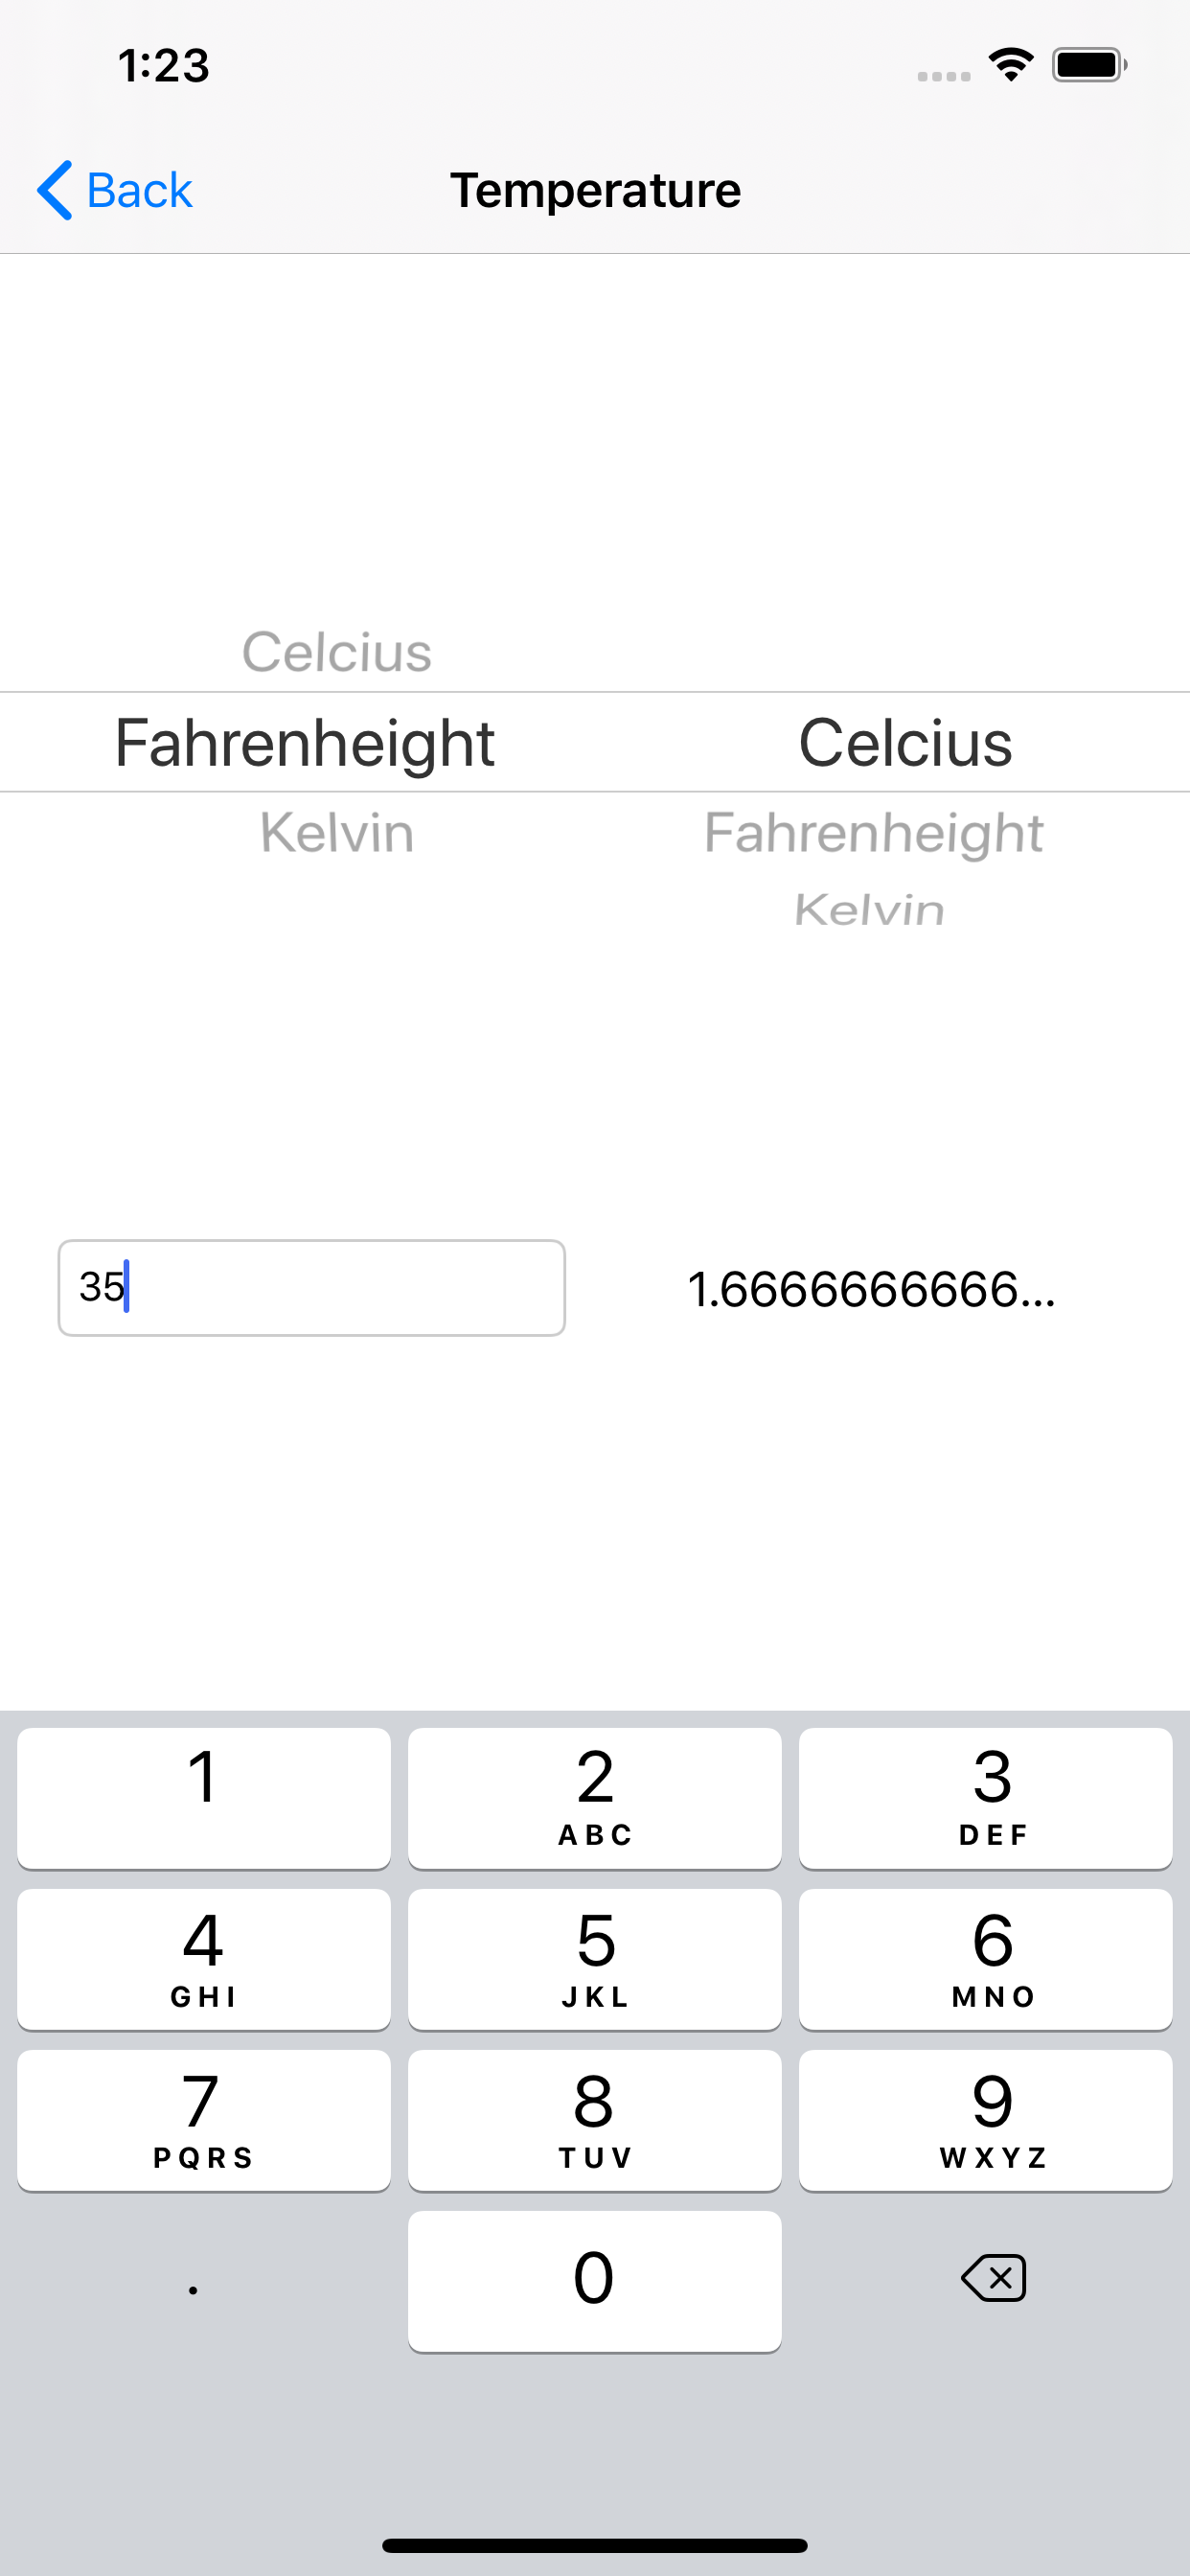 1:23
Back
Temperature
Celcius
Fahrenheight Celcius
Kelvin Fahrenheight
Kelvin
35 1.6666666666...
1 2 3
ABC DEF
4 5 6
GHI JKL MNO
7 8 9
PQRS TUV WXYZ
. 0